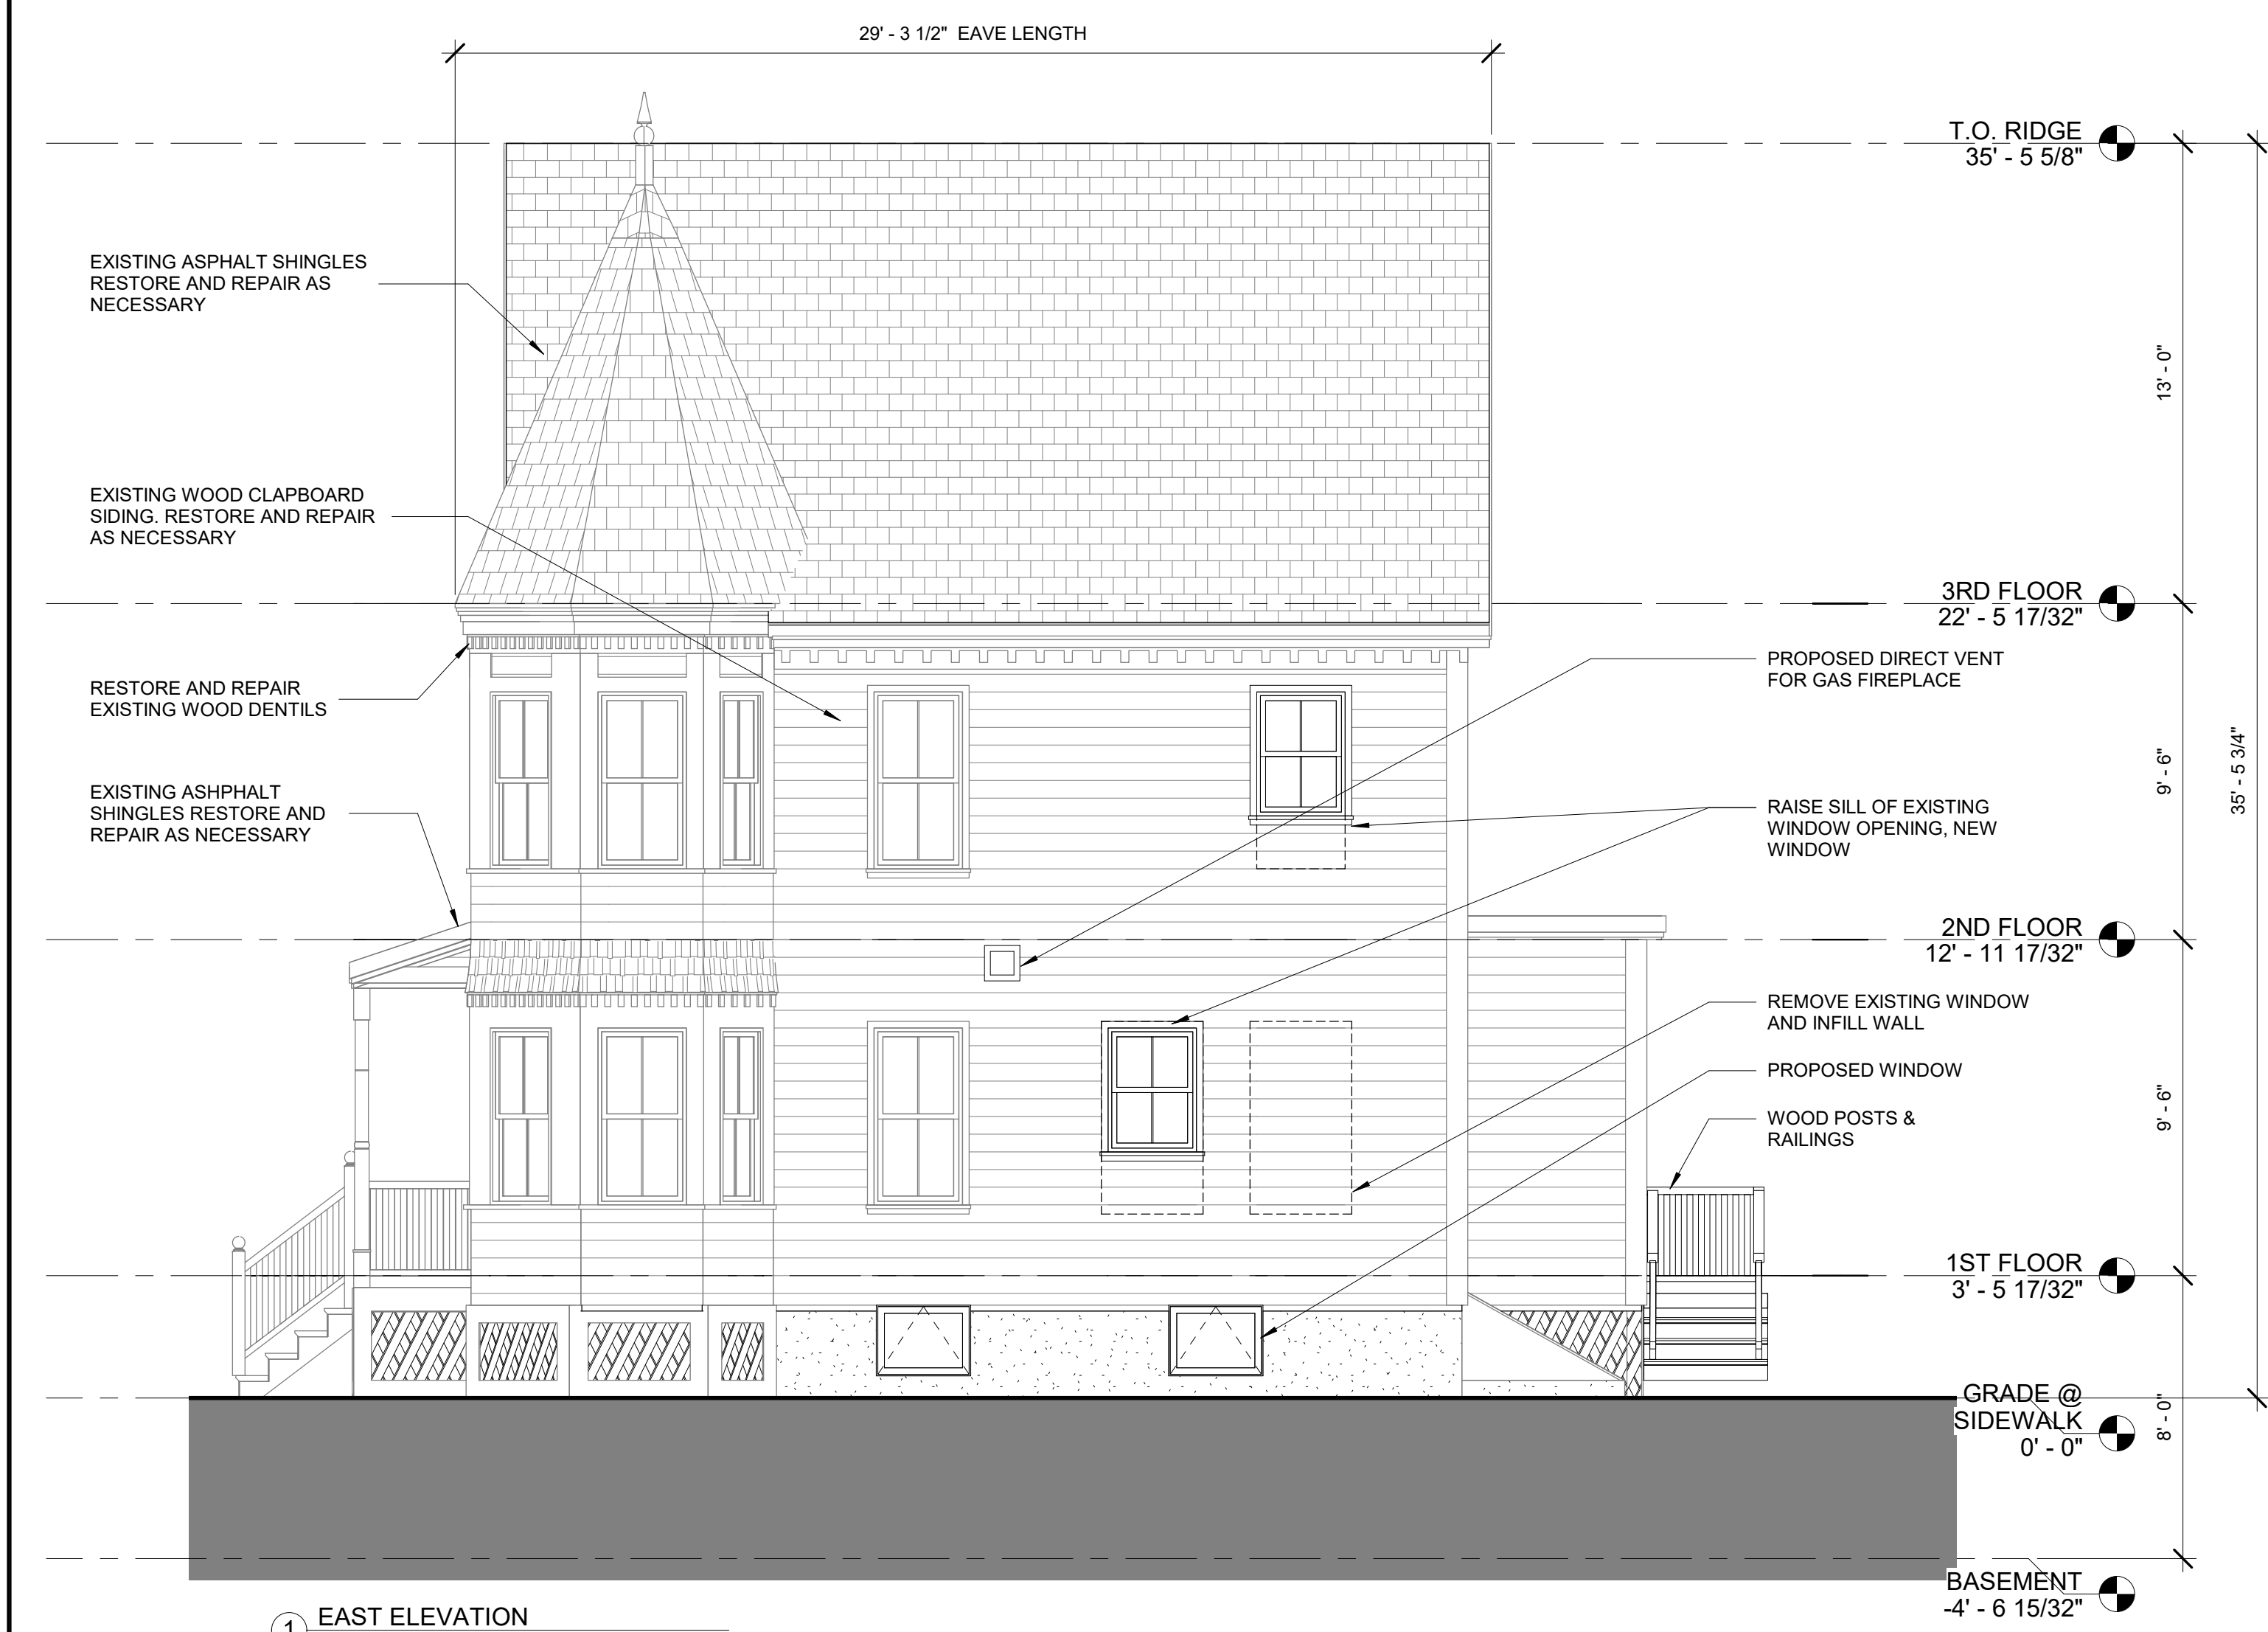 29' - 3 1/2" EAVE LENGTH
T.O. RIDGE
35' - 5 5/8"
EXISTING ASPHALT SHINGLES
RESTORE AND REPAIR AS
NECESSARY
13' - 0"
EXISTING WOOD CLAPBOARD
SIDING. RESTORE AND REPAIR
AS NECESSARY
3RD FLOOR
22' - 5 17/32"
RESTORE AND REPAIR
EXISTING WOOD DENTILS
PROPOSED DIRECT VENT
FOR GAS FIREPLACE
9' - 6"
35' - 5 3/4"
EXISTING ASHPHALT
SHINGLES RESTORE AND
REPAIR AS NECESSARY
RAISE SILL OF EXISTING
WINDOW OPENING, NEW
WINDOW
2ND FLOOR
12' - 11 17/32"
REMOVE EXISTING WINDOW
AND INFILL WALL
PROPOSED WINDOW
9' - 6"
WOOD POSTS &
RAILINGS
1ST FLOOR
3' - 5 17/32"
GRADE @
SIDEWALK
0' - 0"
8' - 0"
BASEMENT
-4' - 6 15/32"
1
EAST ELEVATION